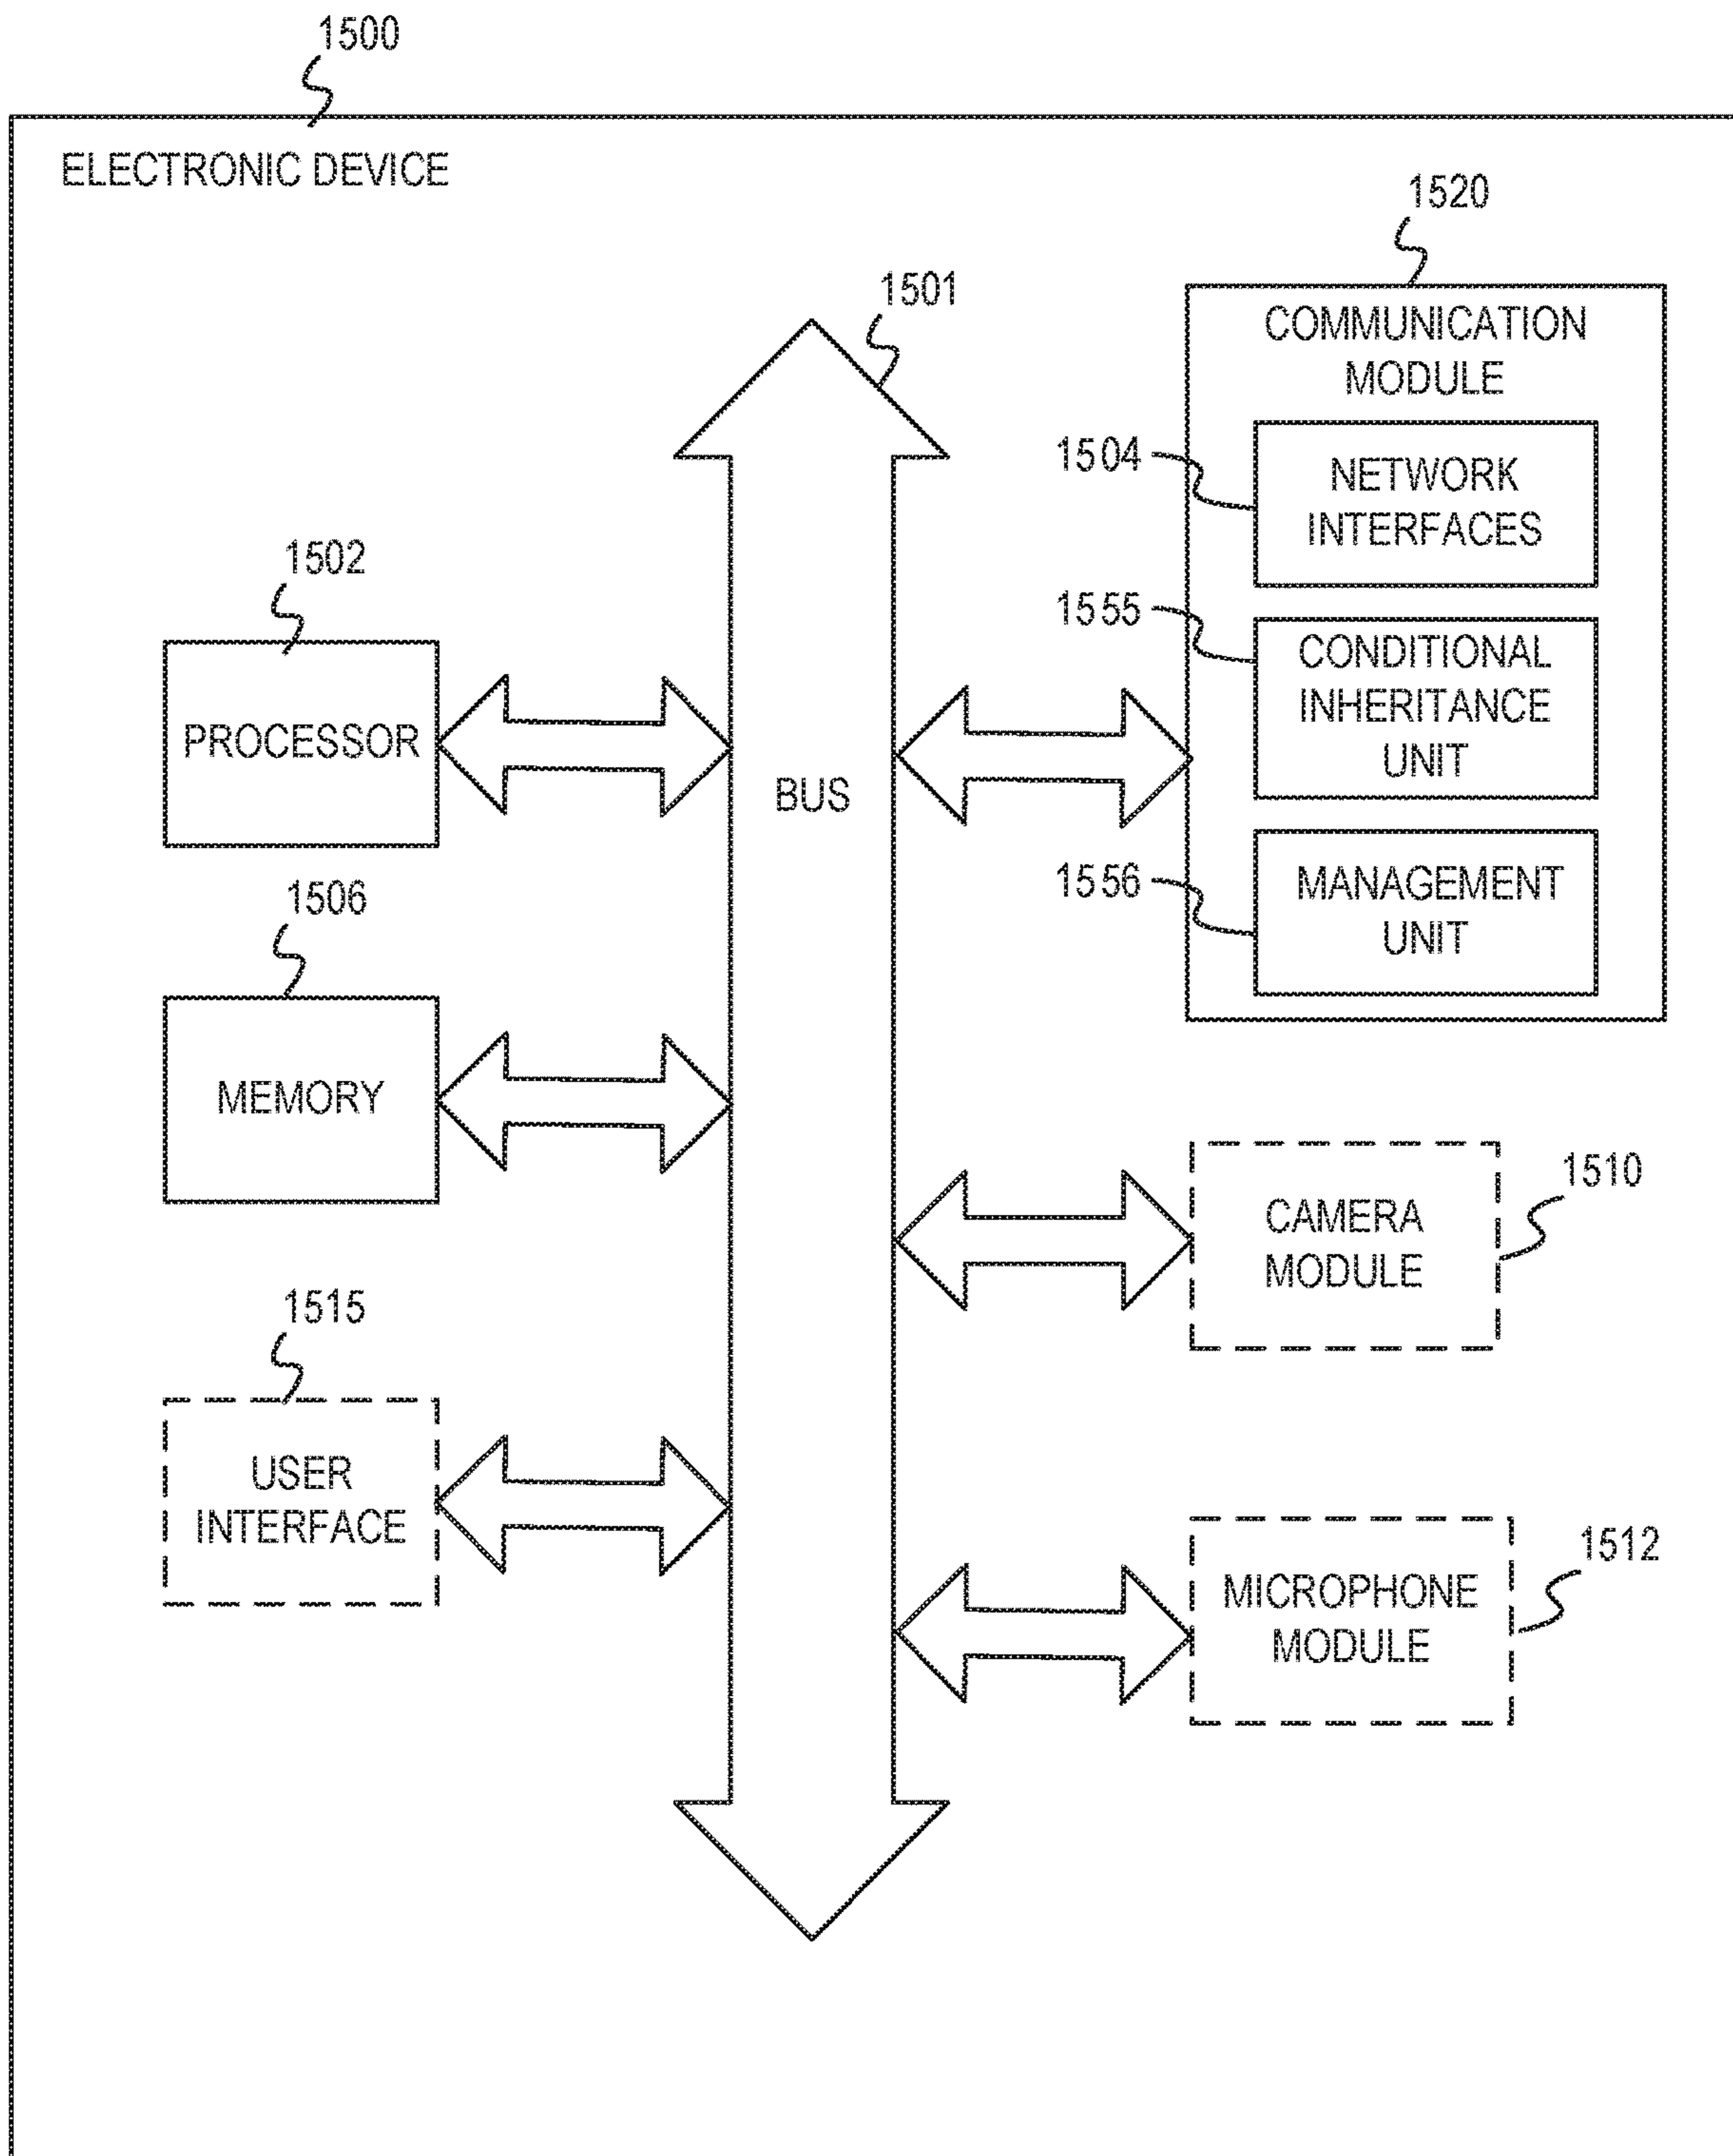 1500
ELECTRONIC DEVICE
1520
1501
COMMUNICATION
MODULE
1504
NETWORK
INTERFACES
1502
1555
CONDITIONAL
INHERITANCE
UNIT
PROCESSOR
BUS
1506
1556
MANAGEMENT
UNIT
MEMORY
1510
CAMERA
MODULE
1515
USER
INTERFACE
1512
MICROPHONE
MODULE